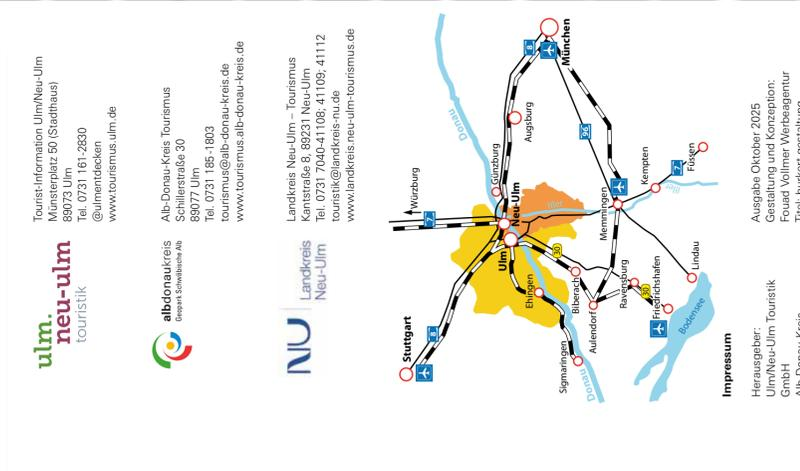 ulm.
neu-ulm
touristik
Tourist-Information Ulm/Neu-Ulm
Münsterplatz 50 (Stadthaus)
89073 Ulm
Tel. 0731 161-2830
@ulmentdecken
www.tourismus.ulm.de
albdonaukreis
Geopark Schwäbische Alb
Alb-Donau-Kreis Tourismus
Schillerstraße 30
89077 Ulm
Tel. 0731 185-1803
tourismus@alb-donau-kreis.de
www.tourismus.alb-donau-kreis.de
NU
Landkreis
Neu-Ulm
Landkreis Neu-Ulm – Tourismus
Kantstraße 8, 89231 Neu-Ulm
Tel. 0731 7040-41108; 41109; 41112
touristik@landkreis-nu.de
www.landkreis.neu-ulm-tourismus.de
Stuttgart
8
7
Würzburg
Donau
8
München
Günzburg
Augsburg
Ulm
Neu-Ulm
Ehingen
Sigmaringen
Donau
30
Iller
96
Biberach
Aulendorf
Memmingen
Ravensburg
30
Friedrichshafen
Kempten
Iller
7
Füssen
Lindau
Bodensee
Impressum
Herausgeber:
Ulm/Neu-Ulm Touristik
GmbH
Alb-Donau-Kreis
Ausgabe Oktober 2025
Gestaltung und Konzeption:
Fouad Vollmer Werbeagentur